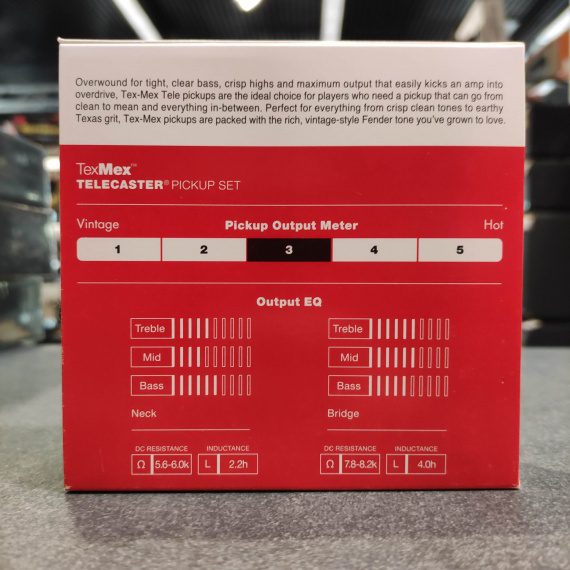 Overwound for tight, clear bass, crisp highs and maximum output that easily kicks an amp into
overdrive, Tex-Mex Tele pickups are the ideal choice for players who need a pickup that can go from
clean to mean and everything in-between. Perfect for everything from crisp clean tones to earthy
Texas grit, Tex-Mex pickups are packed with the rich, vintage-style Fender tone you've grown to love.
TexMex™
TELECASTER® PICKUP SET
Vintage Pickup Output Meter Hot
1 2 3 4 5
Output EQ
Treble Treble
Mid Mid
Bass Bass
Neck Bridge
DC RESISTANCE INDUCTANCE DC RESISTANCE INDUCTANCE
Ω 5.6-6.0k L 2.2h Ω 7.8-8.2k L 4.0h